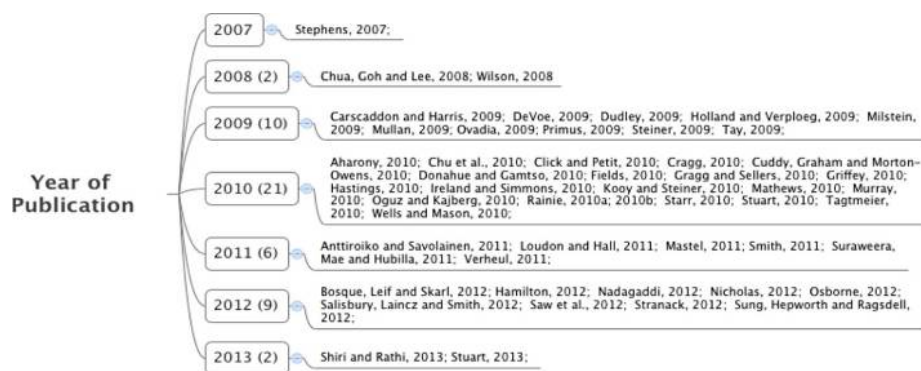 2007
Stephens, 2007;
2008 (2)
Chua, Goh and Lee, 2008; Wilson, 2008
2009 (10)
Carscaddon and Harris, 2009; DeVoe, 2009; Dudley, 2009; Holland and Verploeg, 2009; Milstein,
2009; Mullan, 2009; Ovadia, 2009; Primus, 2009; Steiner, 2009; Tay, 2009;
Year of
Publication
2010 (21)
Aharony, 2010; Chu et al., 2010; Click and Petit, 2010; Cragg, 2010; Cuddy, Graham and Morton-
Owens, 2010; Donahue and Gamtso, 2010; Fields, 2010; Gragg and Sellers, 2010; Griffey, 2010;
Hastings, 2010; Ireland and Simmons, 2010; Kooy and Steiner, 2010; Mathews, 2010; Murray,
2010; Oguz and Kajberg, 2010; Rainie, 2010a; 2010b; Starr, 2010; Stuart, 2010; Tagtmeier,
2010; Wells and Mason, 2010;
2011 (6)
Anttiroiko and Savolainen, 2011; Loudon and Hall, 2011; Mastel, 2011; Smith, 2011; Suraweera,
Mae and Hubilla, 2011; Verheul, 2011;
2012 (9)
Bosque, Leif and Skarl, 2012; Hamilton, 2012; Nadagaddi, 2012; Nicholas, 2012; Osborne, 2012;
Salisbury, Laincz and Smith, 2012; Saw et al., 2012; Stranack, 2012; Sung, Hepworth and Ragsdell,
2012;
2013 (2)
Shiri and Rathi, 2013; Stuart, 2013;